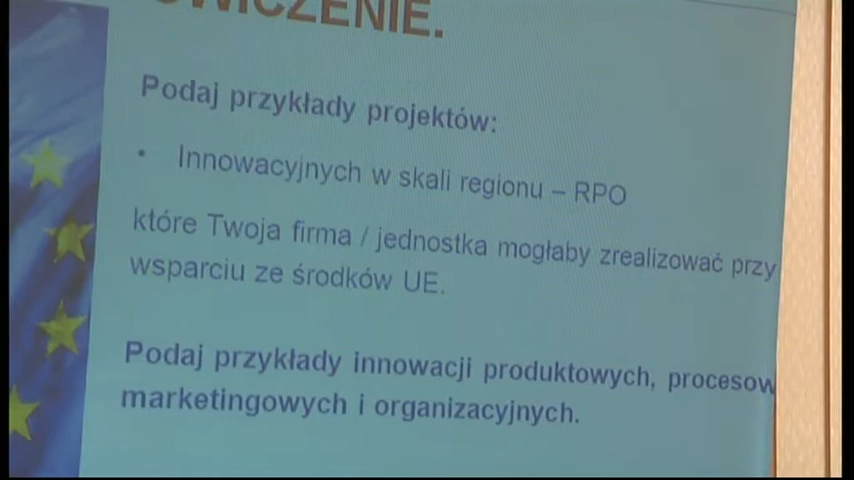 ĆWICZENIE.
Podaj przykłady projektów:
• Innowacyjnych w skali regionu – RPO
które Twoja firma / jednostka mogłaby zrealizować przy
wsparciu ze środków UE.
Podaj przykłady innowacji produktowych, procesow
marketingowych i organizacyjnych.